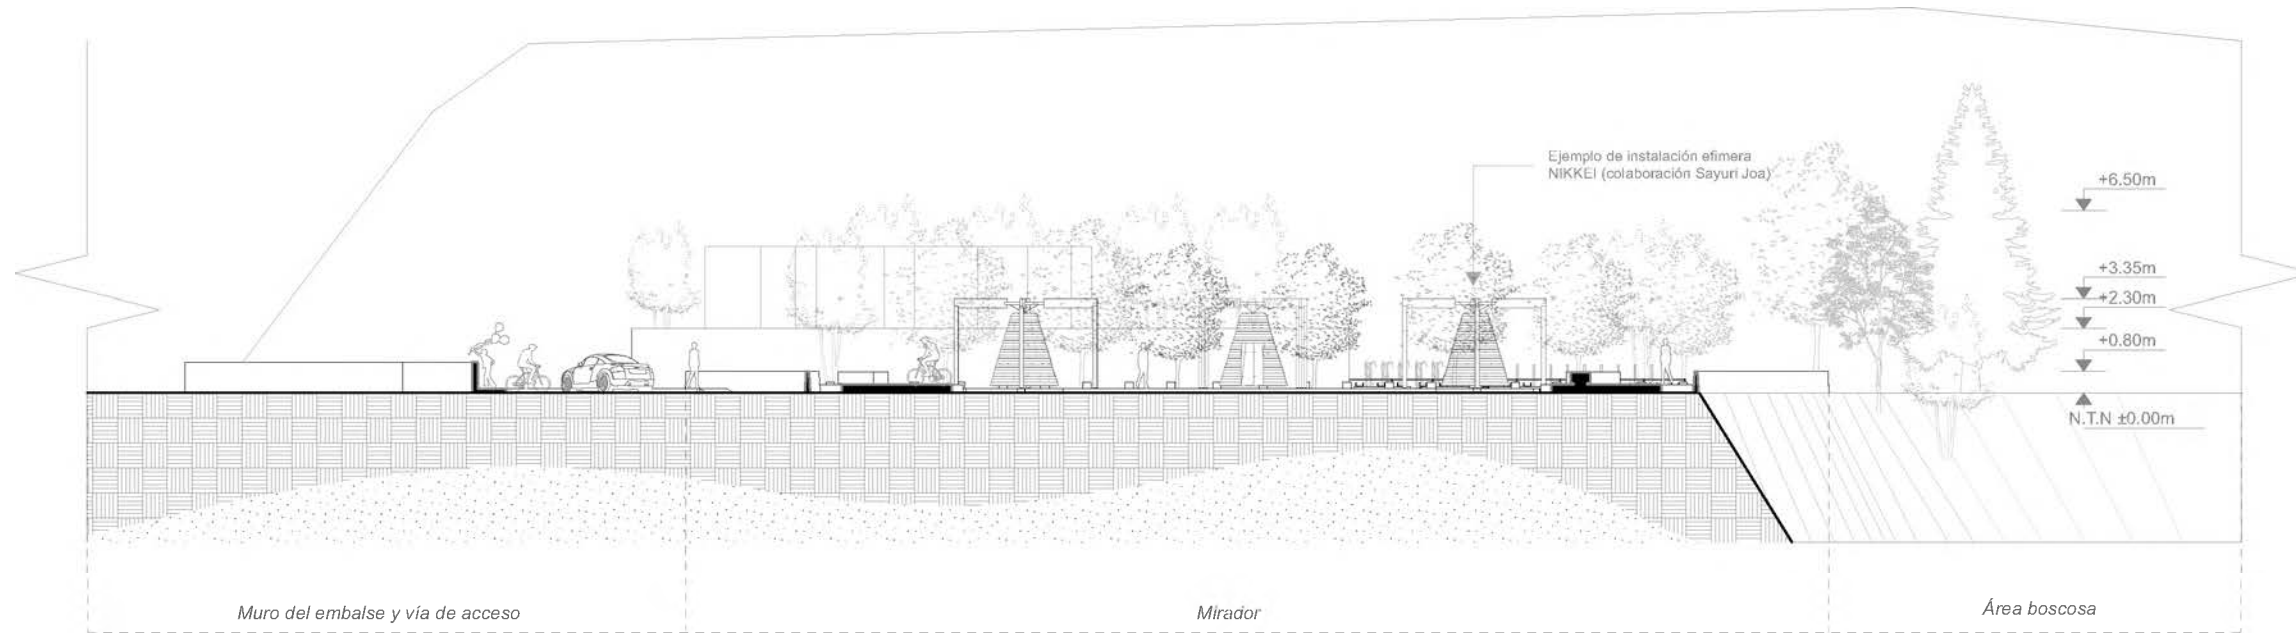 Ejemplo de instalación efimera
NIKKEI (colaboración Sayuri Joa)
+6.50m
+3.35m
+2.30m
+0.80m
N.T.N ±0.00m
Muro del embalse y vía de acceso
Mirador
Área boscosa